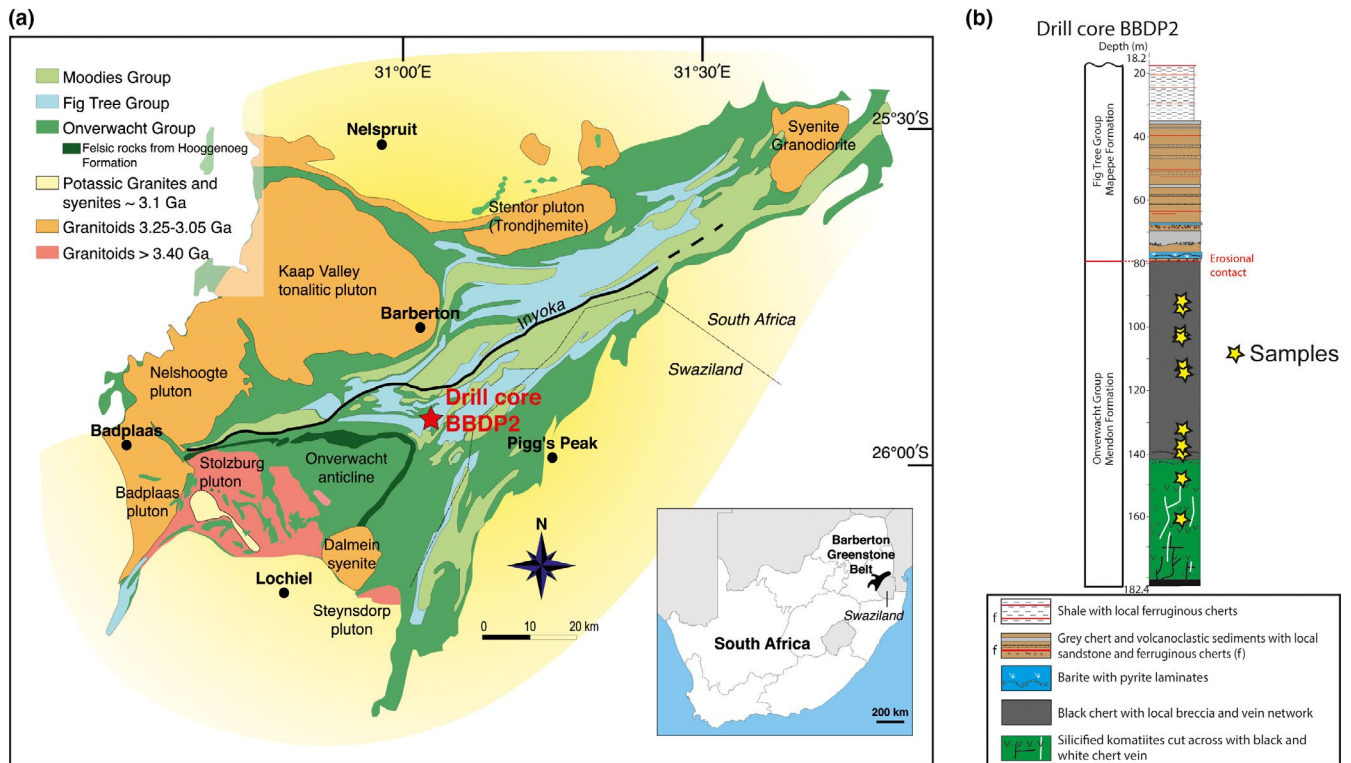 (a)
31°00'E
31°30'E
25°30'S
26°00'S
Moodies Group
Fig Tree Group
Onverwacht Group
Felsic rocks from Hooggenoeg
Formation
Potassic Granites and
syenites ~ 3.1 Ga
Granitoids 3.25-3.05 Ga
Granitoids > 3.40 Ga
Nelspruit
Syenite
Granodiorite
Stentor pluton
(Trondjhemite)
Kaap Valley
tonalitic pluton
Barberton
Inyoka
South Africa
Swaziland
Nelshoogte
pluton
Drill core
BBDP2
Badplaas
Pigg's Peak
Stolzburg
pluton
Onverwacht
anticline
Badplaas
pluton
Dalmein
syenite
Lochiel
Steynsdorp
pluton
N
0 10 20 km
Barberton
Greenstone
Belt
Swaziland
South Africa
200 km
(b)
Drill core BBDP2
Depth (m)
18.2
20
40
60
80
100
120
140
160
182.4
Fig Tree Group
Mapepe Formation
Onverwacht Group
Mendon Formation
Erosional
contact
Samples
f
Shale with local ferruginous cherts
f
Grey chert and volcanoclastic sediments with local
sandstone and ferruginous cherts (f)
Barite with pyrite laminates
Black chert with local breccia and vein network
Silicified komatiites cut across with black and
white chert vein